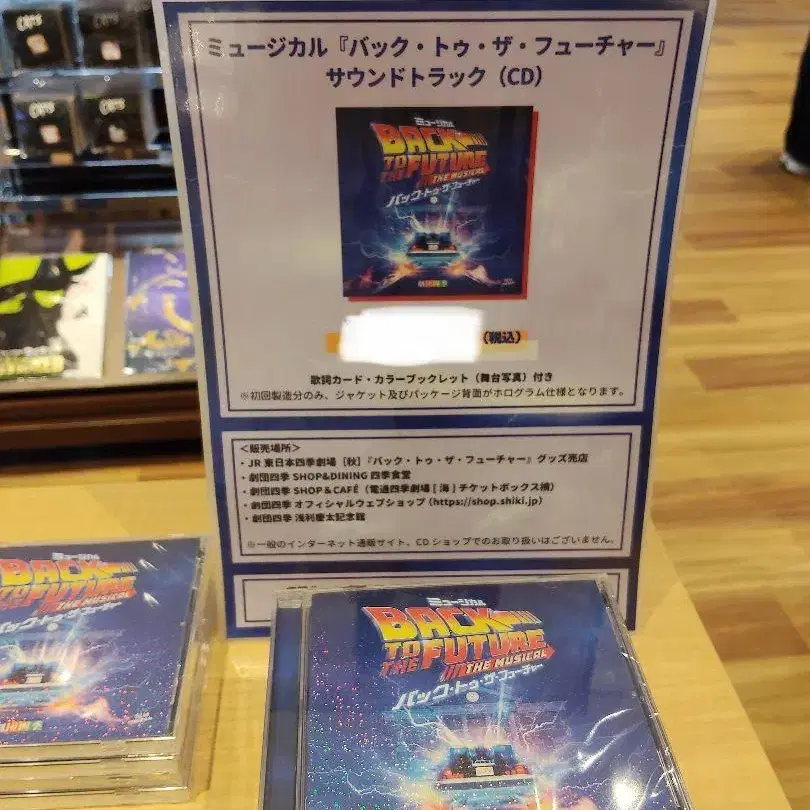 ミュージカル『バック・トゥ・ザ・フューチャー』
サウンドトラック（CD）
ミュージカル
BACK
TO THE FUTURE
THE MUSICAL
バック・トゥ・ザ・フューチャー
劇団四季
（税込）
歌詞カード・カラーブックレット（舞台写真）付き
※初回製造分のみ、ジャケット及びパッケージ背面がホログラム仕様となります。
＜販売場所＞
・JR 東日本四季劇場［秋］『バック・トゥ・ザ・フューチャー』グッズ売店
・劇団四季 SHOP&DINING 四季食堂
・劇団四季 SHOP＆CAFÉ（電通四季劇場 [ 海 ] チケットボックス横）
・劇団四季 オフィシャルウェブショップ（https://shop.shiki.jp）
・劇団四季 浅利慶太記念館
※一般のインターネット通販サイト、CD ショップでのお取り扱いはございません。
ミュージカル
BACK
TO THE FUTURE
THE MUSICAL
バック・トゥ・ザ・フューチャー
ミュージカル
BACK
TO THE FUTURE
THE MUSICAL
バック・トゥ・ザ・フューチャー
CATS
CATS
CATS
CATS